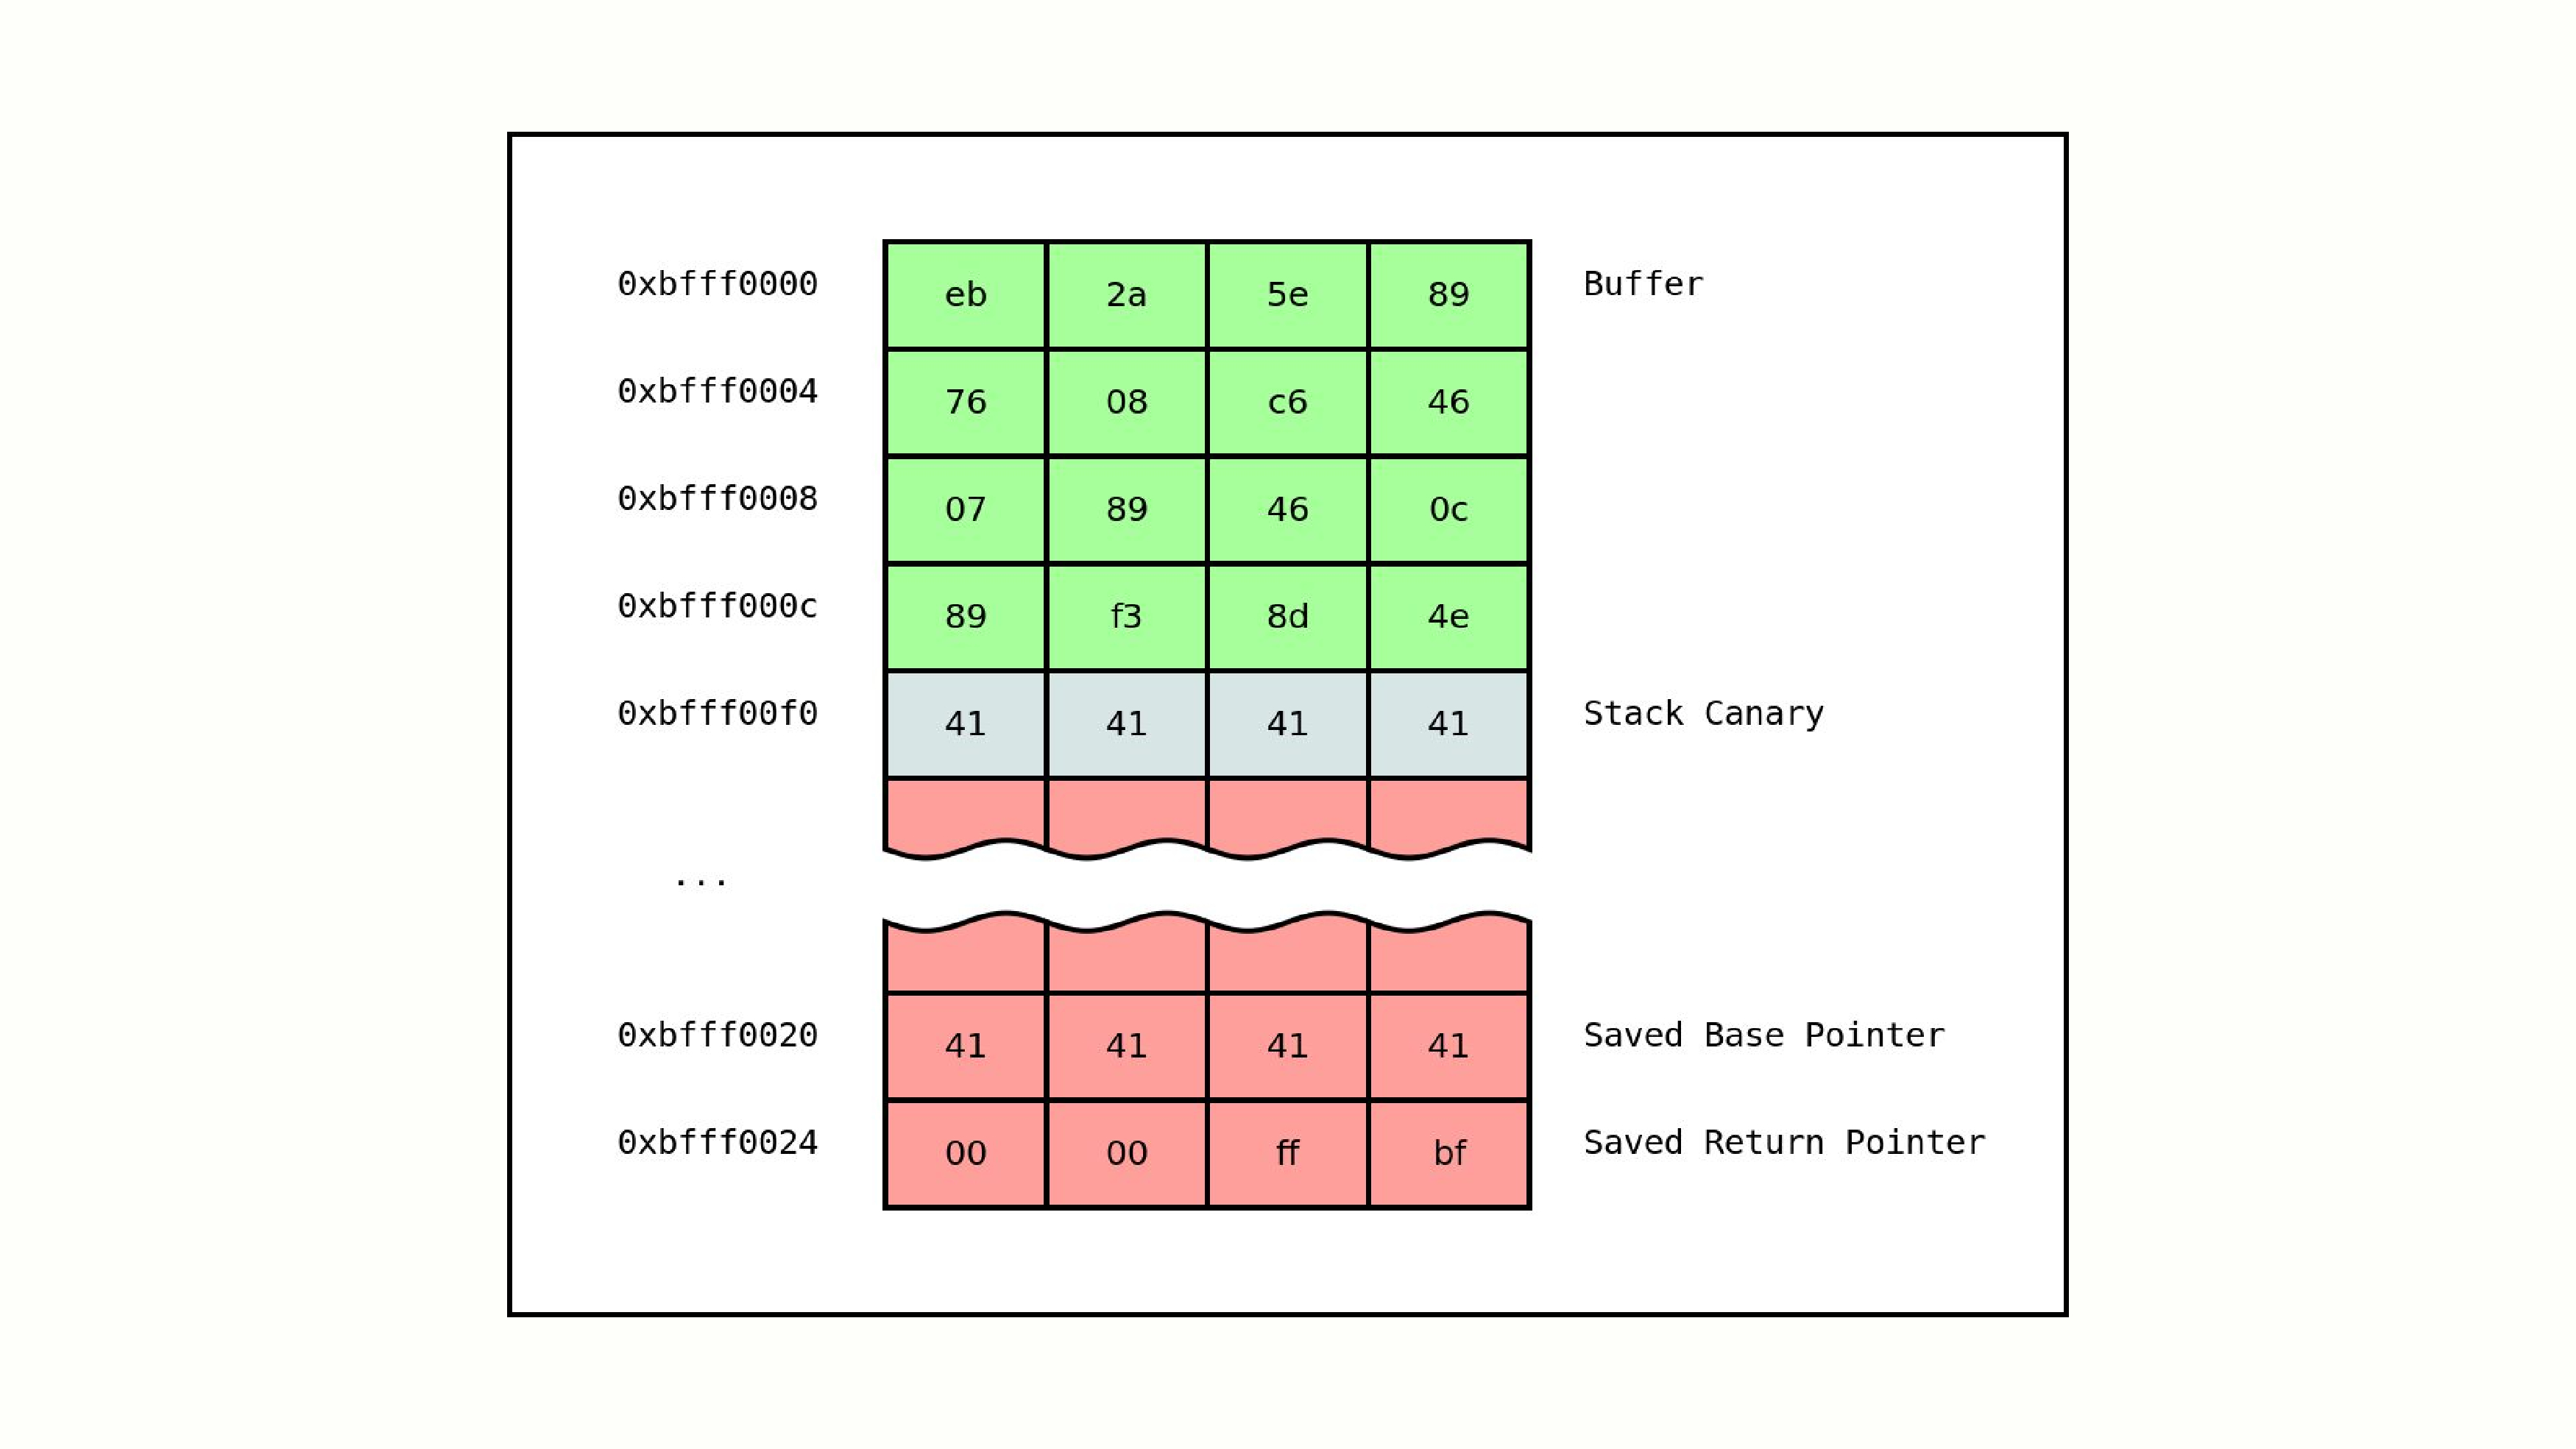 0xbfff0000 eb 2a 5e 89 Buffer
0xbfff0004 76 08 c6 46
0xbfff0008 07 89 46 0c
0xbfff000c 89 f3 8d 4e
0xbfff00f0 41 41 41 41 Stack Canary
...
0xbfff0020 41 41 41 41 Saved Base Pointer
0xbfff0024 00 00 ff bf Saved Return Pointer